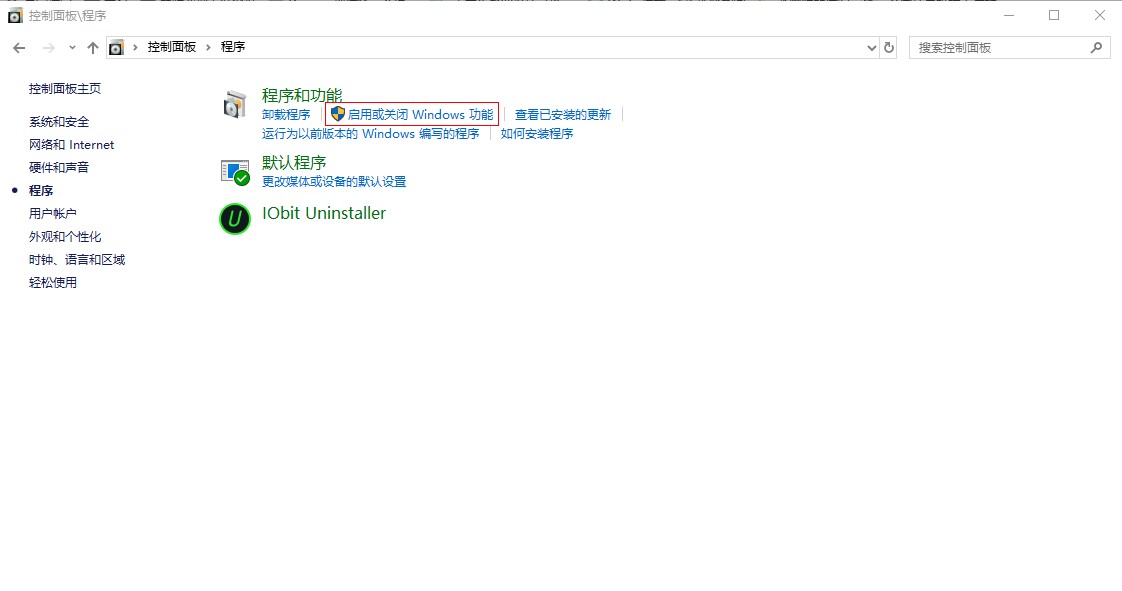 控制面板\程序
控制面板 程序
搜索控制面板
控制面板主页
系统和安全
网络和 Internet
硬件和声音
程序
用户帐户
外观和个性化
时钟、语言和区域
轻松使用
程序和功能
卸载程序 启用或关闭 Windows 功能 查看已安装的更新
运行为以前版本的 Windows 编写的程序 如何安装程序
默认程序
更改媒体或设备的默认设置
IObit Uninstaller